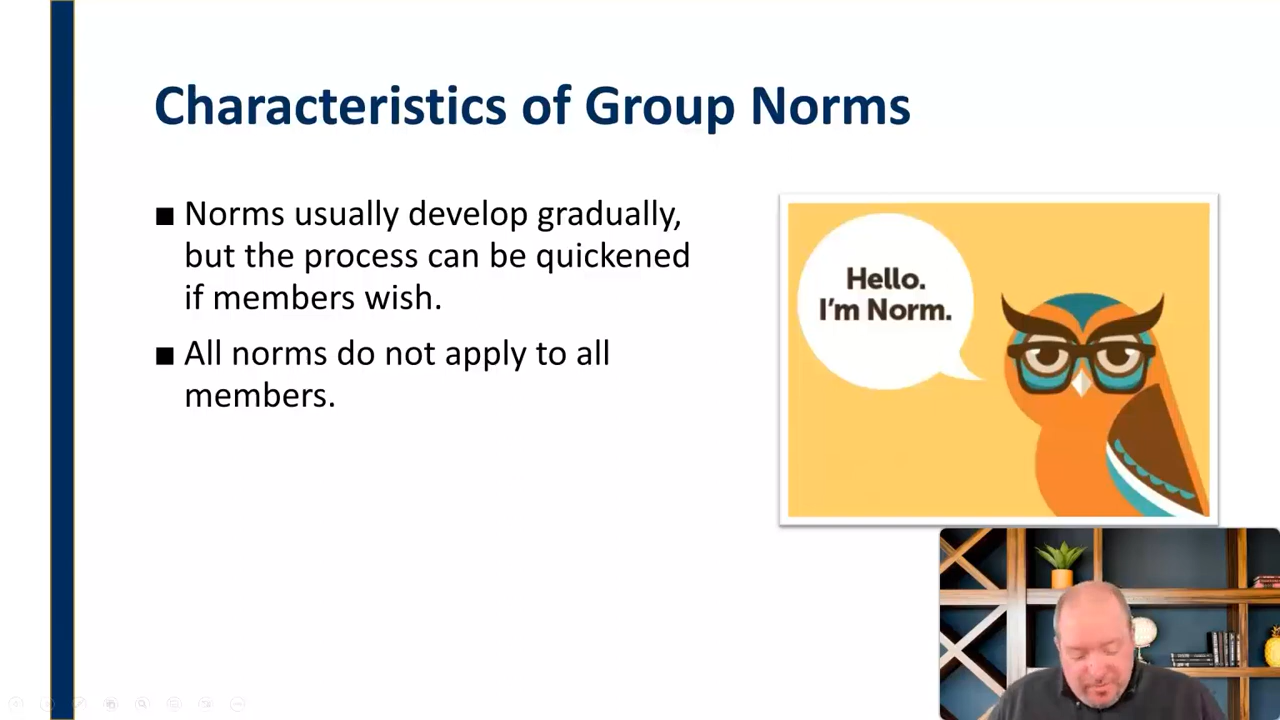 Characteristics of Group Norms
■ Norms usually develop gradually,
but the process can be quickened
if members wish.
■ All norms do not apply to all
members.
Hello.
I'm Norm.